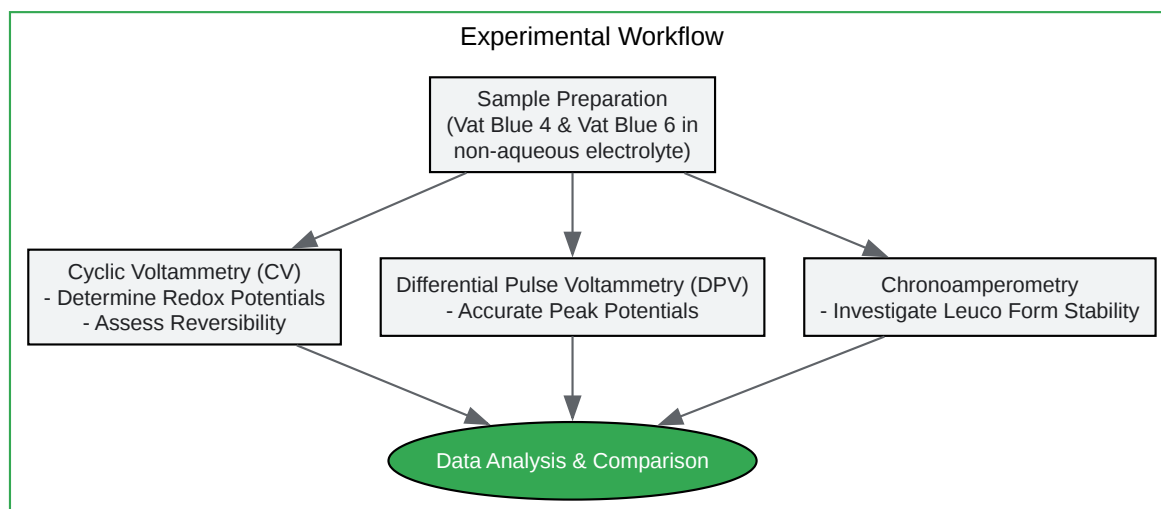 Experimental Workflow
Sample Preparation
(Vat Blue 4 & Vat Blue 6 in
non-aqueous electrolyte)
Cyclic Voltammetry (CV)
- Determine Redox Potentials
- Assess Reversibility
Differential Pulse Voltammetry (DPV)
- Accurate Peak Potentials
Chronoamperometry
- Investigate Leuco Form Stability
Data Analysis & Comparison